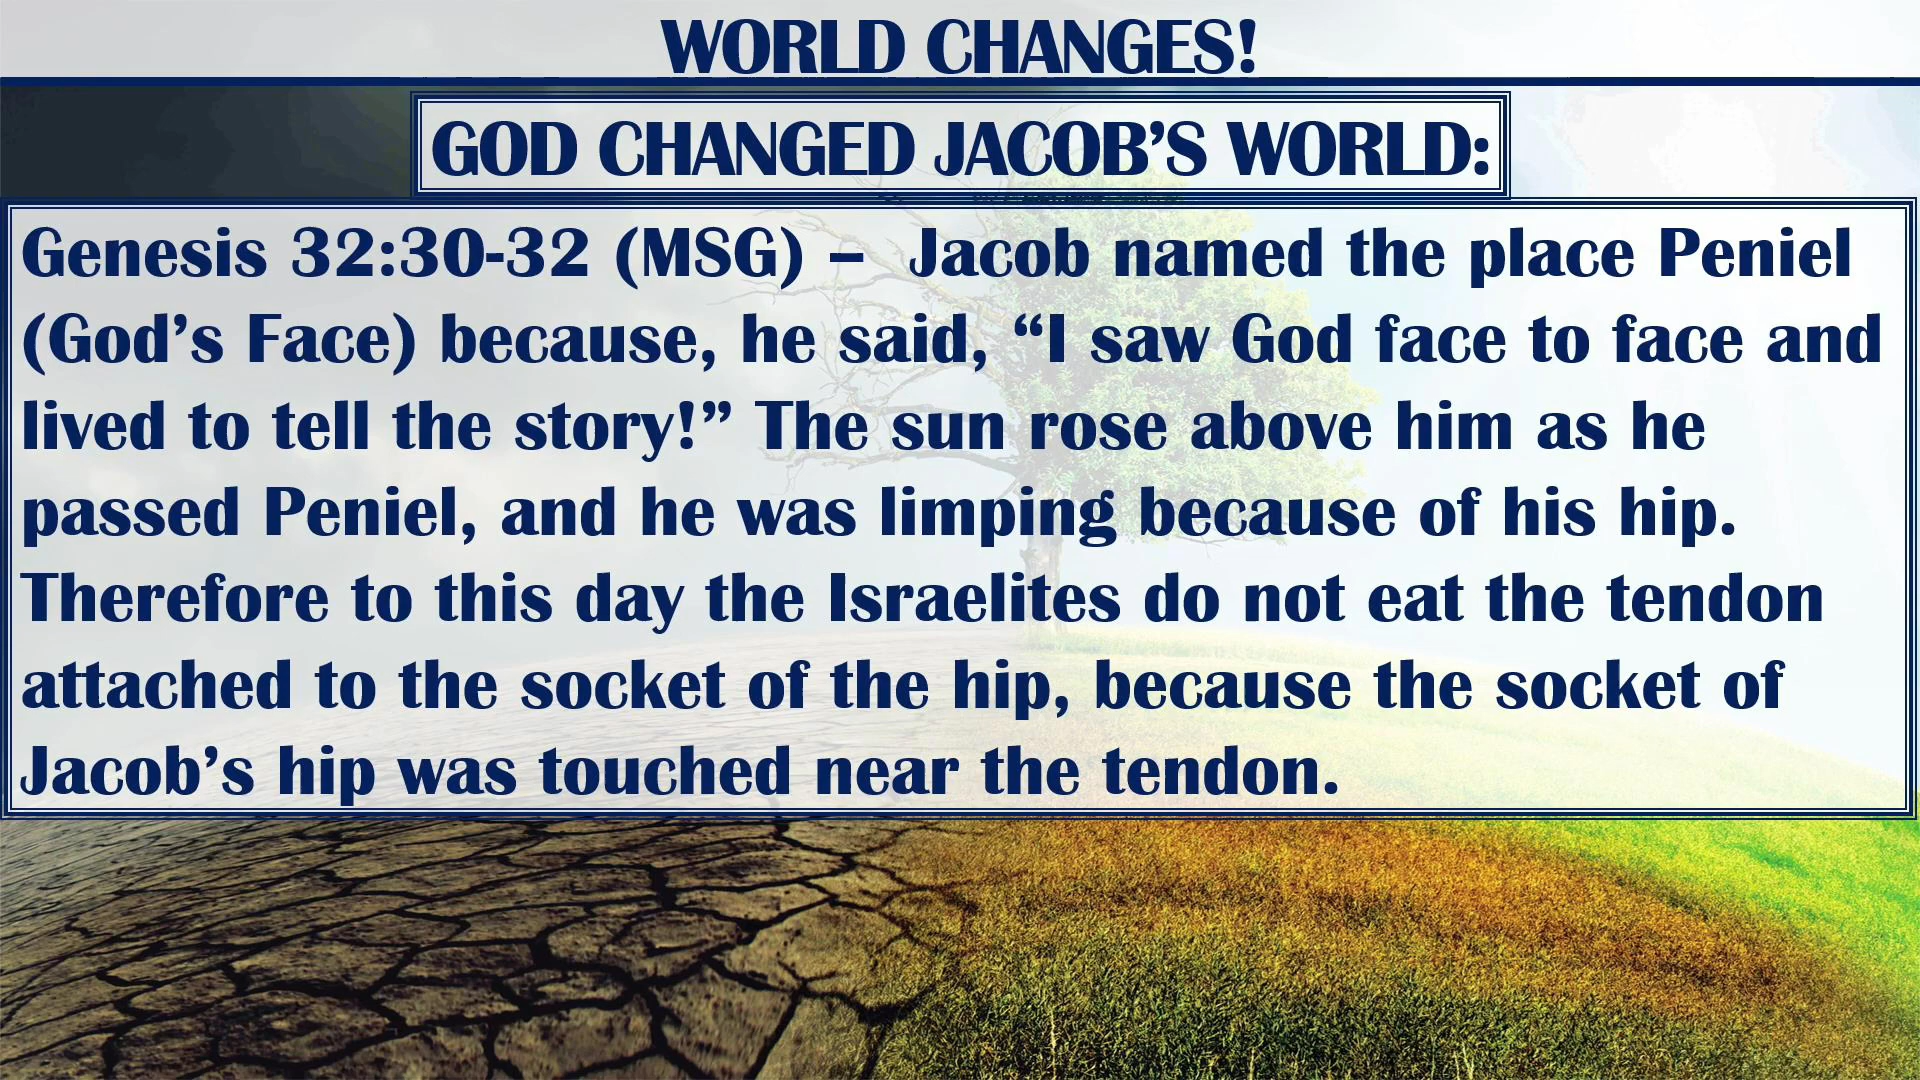 WORLD CHANGES!
GOD CHANGED JACOB’S WORLD:
Genesis 32:30-32 (MSG) –  Jacob named the place Peniel
(God’s Face) because, he said, “I saw God face to face and
lived to tell the story!” The sun rose above him as he
passed Peniel, and he was limping because of his hip.
Therefore to this day the Israelites do not eat the tendon
attached to the socket of the hip, because the socket of
Jacob’s hip was touched near the tendon.